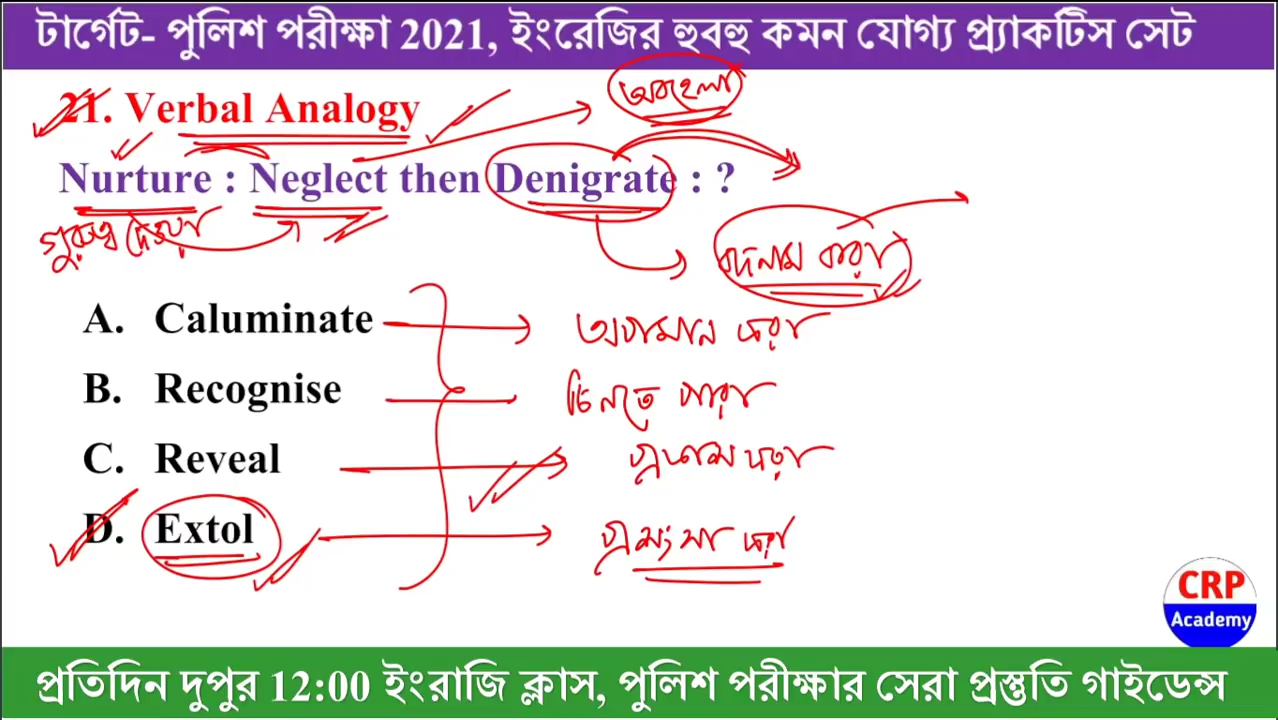 টার্গেট- পুলিশ পরীক্ষা 2021, ইংরেজির হুবহু কমন যোগ্য প্র্যাকটিস সেট
অবহেলা
21. Verbal Analogy
Nurture : Neglect then Denigrate : ?
গুরুত্ব দেওয়া
বদনাম করা
A. Caluminate অপমান করা
B. Recognise চিনতে পারা
C. Reveal প্রকাশ করা
D. Extol প্রশংসা করা
CRP
Academy
প্রতিদিন দুপুর 12:00 ইংরাজি ক্লাস, পুলিশ পরীক্ষার সেরা প্রস্তুতি গাইডেন্স